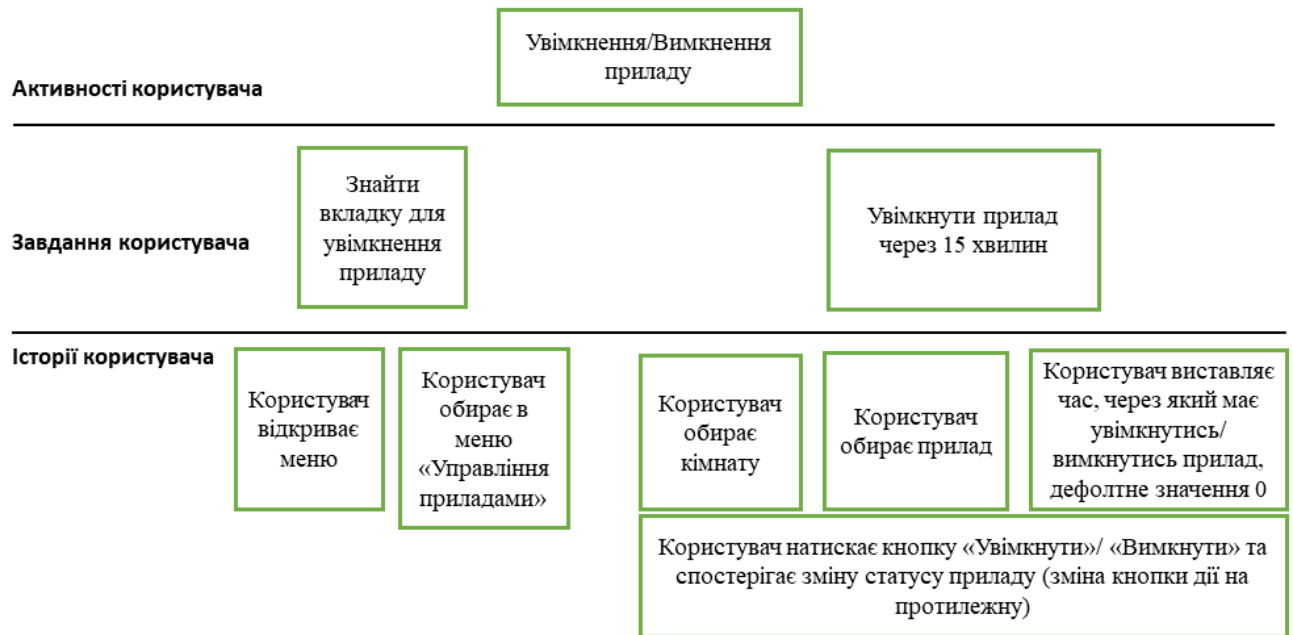 Увімкнення/Вимкнення
приладу
Активності користувача
Знайти
вкладку для
увімкнення
приладу
Увімкнути прилад
через 15 хвилин
Завдання користувача
Історії користувача
Користувач
відкриває
меню
Користувач
обирає в
меню
«Управління
приладами»
Користувач
обирає
кімнату
Користувач
обирає прилад
Користувач виставляє
час, через який має
увімкнутись/
вимкнутись прилад,
дефолтне значення 0
Користувач натискає кнопку «Увімкнути»/ «Вимкнути» та
спостерігає зміну статусу приладу (зміна кнопки дії на
протилежну)